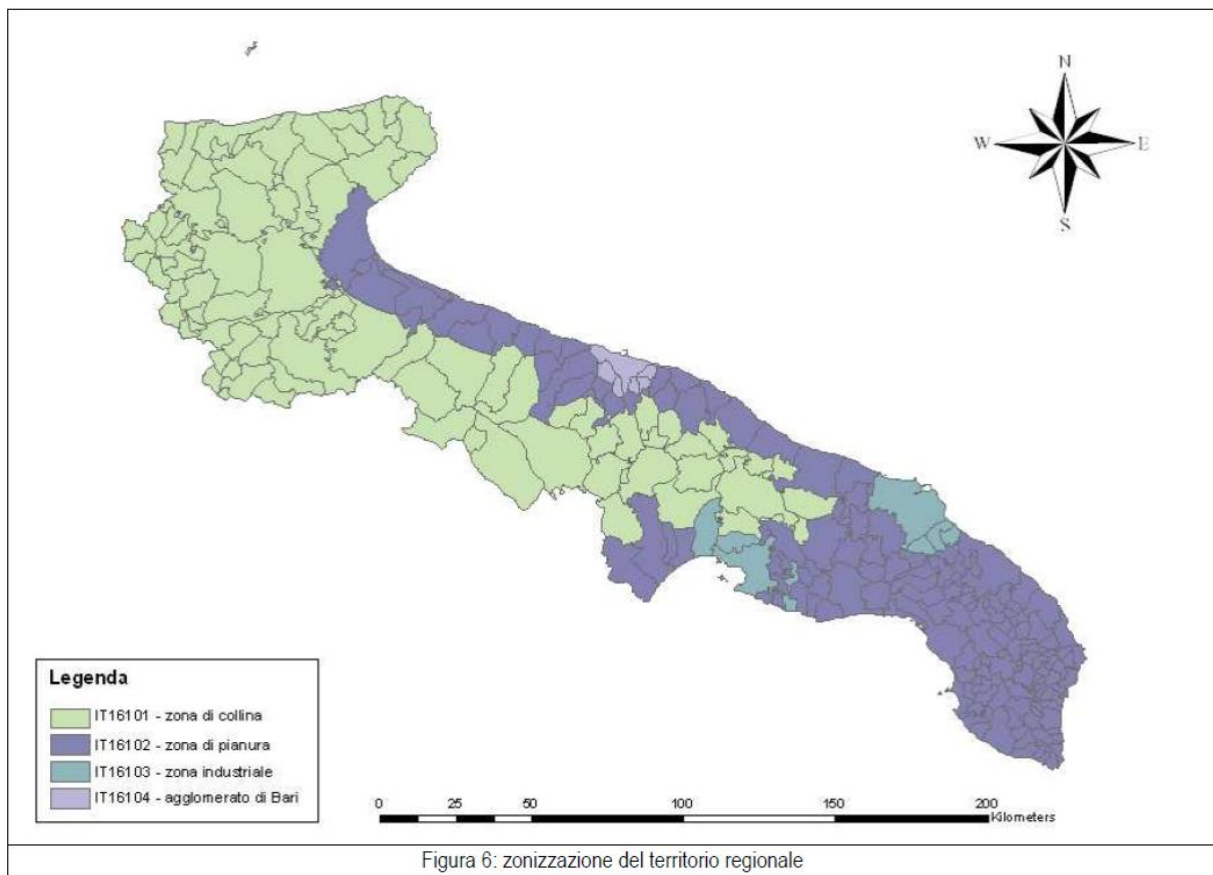 N
W
E
S
Legenda
IT16101 - zona di collina
IT16102 - zona di pianura
IT16103 - zona industriale
IT16104 - agglomerato di Bari
0 25 50 100 150 200
Kilometers
Figura 6: zonizzazione del territorio regionale